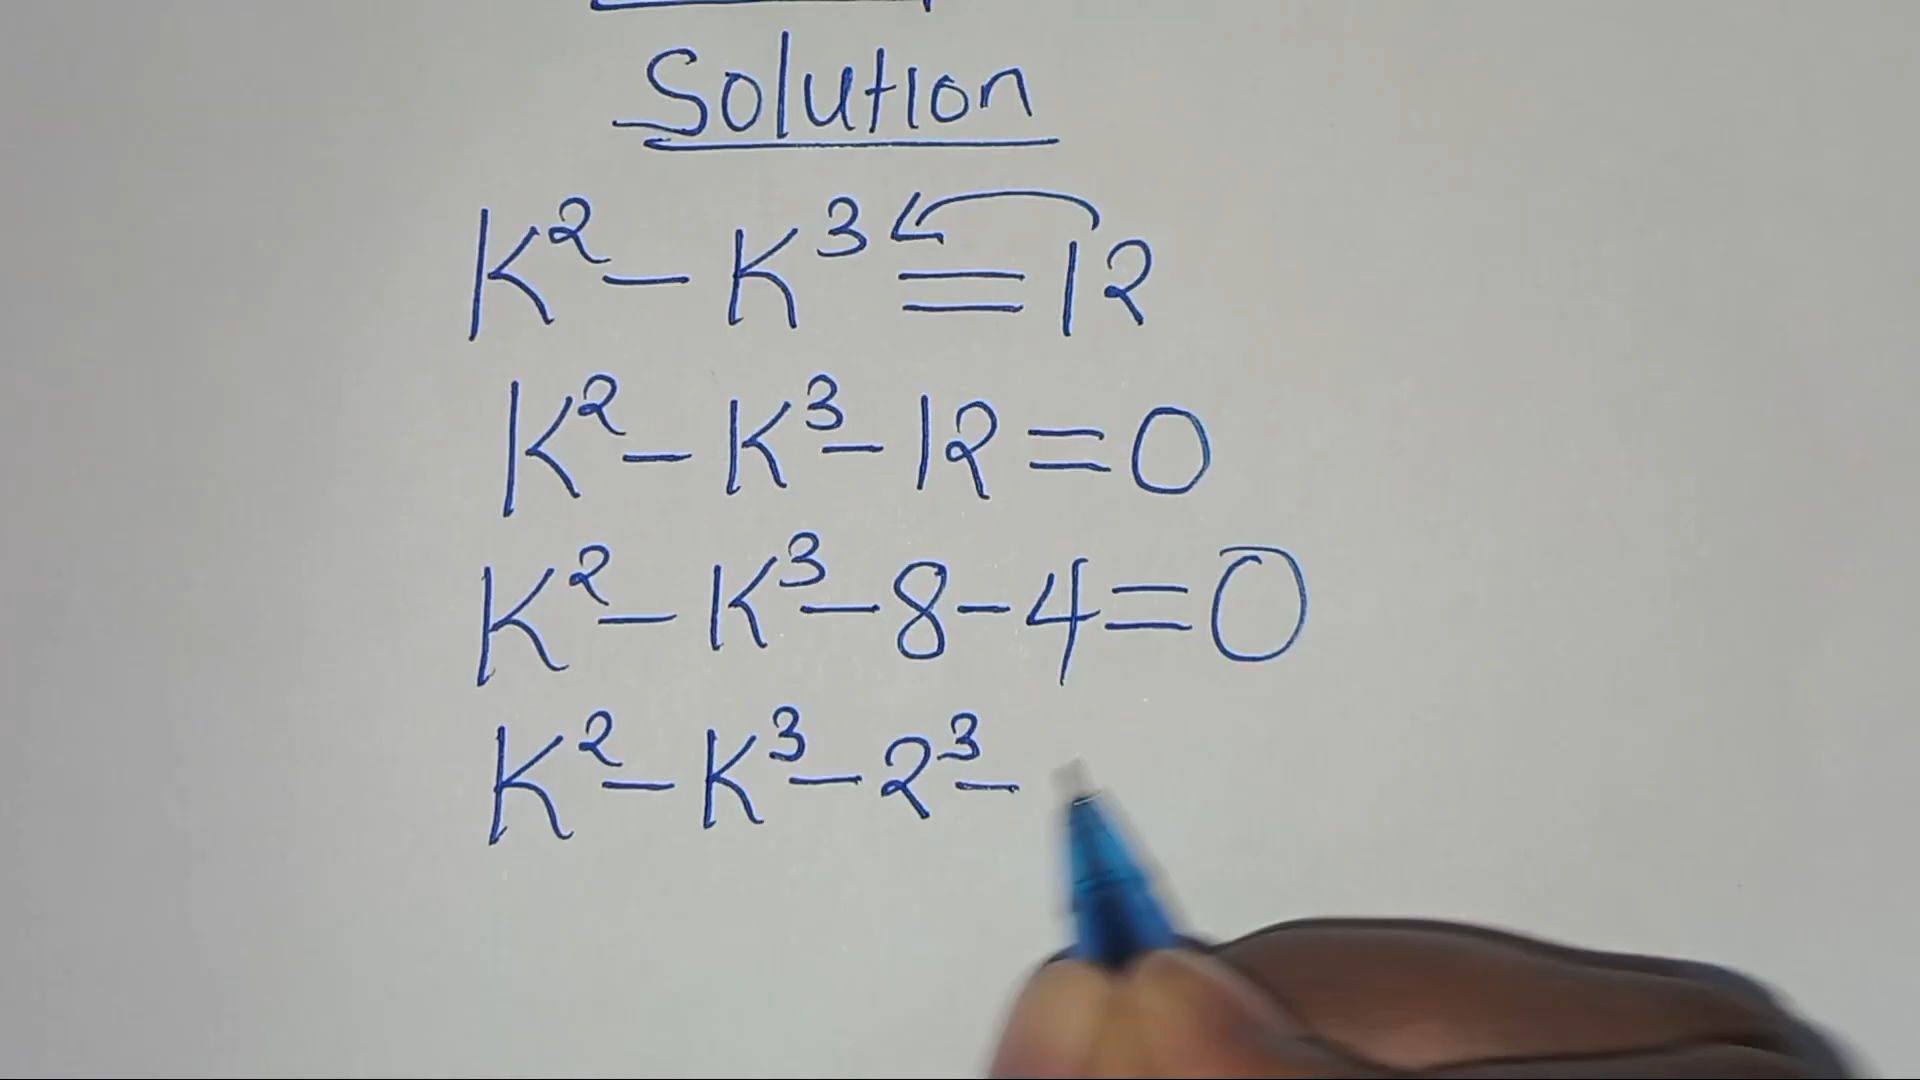 Solution
K² - K³ = 12
K² - K³ - 12 = 0
K² - K³ - 8 - 4 = 0
K² - K³ - 2³ -